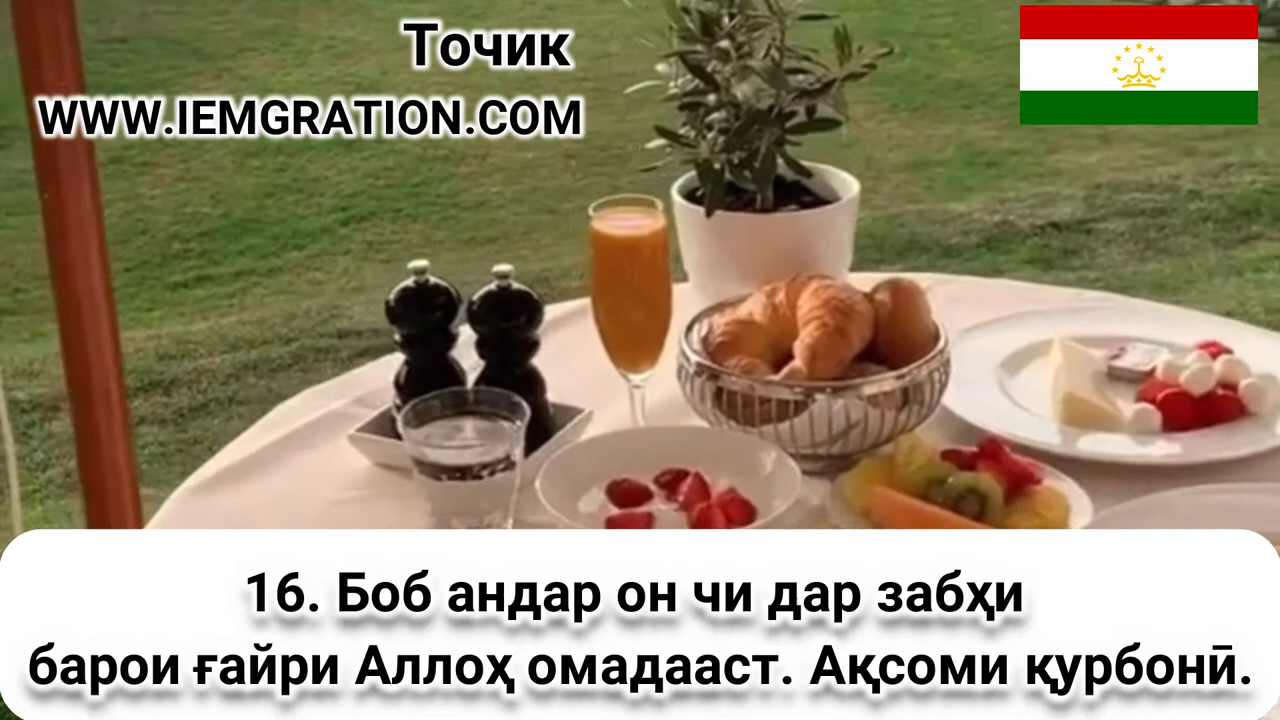 Точик
WWW.IEMGRATION.COM
16. Боб андар он чи дар забҳи
барои ғайри Аллоҳ омадааст. Ақсоми қурбонӣ.